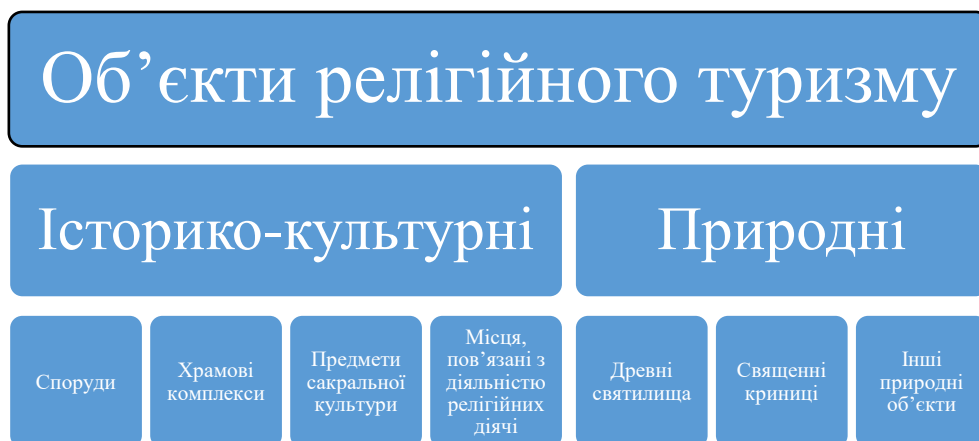 Об’єкти релігійного туризму
Історико-культурні
Природні
Споруди
Храмові
комплекси
Предмети
сакральної
культури
Місця,
пов’язані з
діяльністю
релігійних
діячі
Древні
святилища
Священні
криниці
Інші
природні
об’єкти